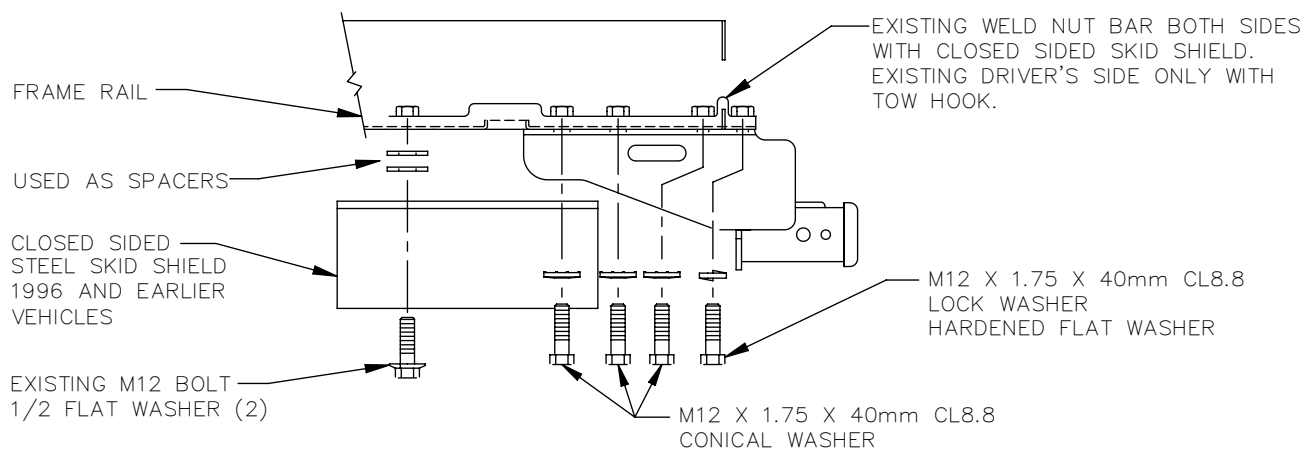 EXISTING WELD NUT BAR BOTH SIDES
WITH CLOSED SIDED SKID SHIELD.
EXISTING DRIVER'S SIDE ONLY WITH
TOW HOOK.
FRAME RAIL
USED AS SPACERS
CLOSED SIDED
STEEL SKID SHIELD
1996 AND EARLIER
VEHICLES
M12 X 1.75 X 40mm CL8.8
LOCK WASHER
HARDENED FLAT WASHER
EXISTING M12 BOLT
1/2 FLAT WASHER (2)
M12 X 1.75 X 40mm CL8.8
CONICAL WASHER